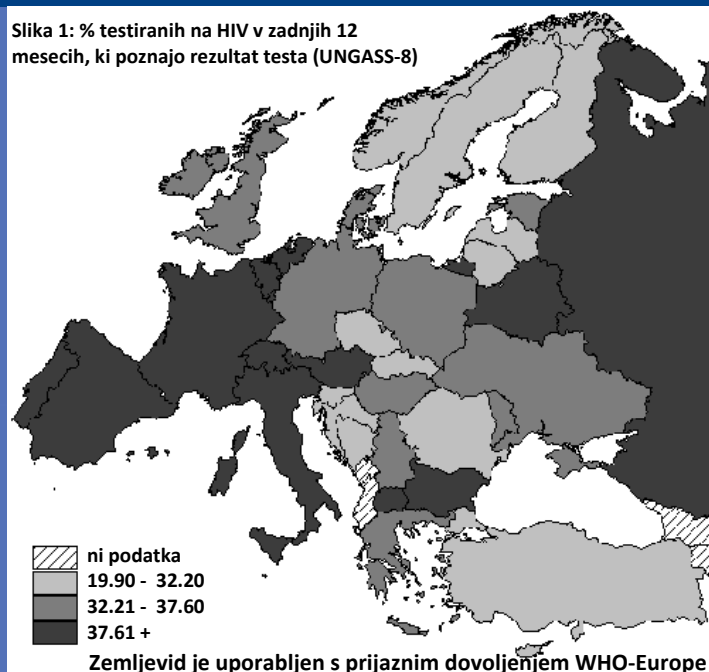 Slika 1: % testiranih na HIV v zadnjih 12
mesecih, ki poznajo rezultat testa (UNGASS-8)
ni podatka
19.90 - 32.20
32.21 - 37.60
37.61 +
Zemljevid je uporabljen s prijaznim dovoljenjem WHO-Europe